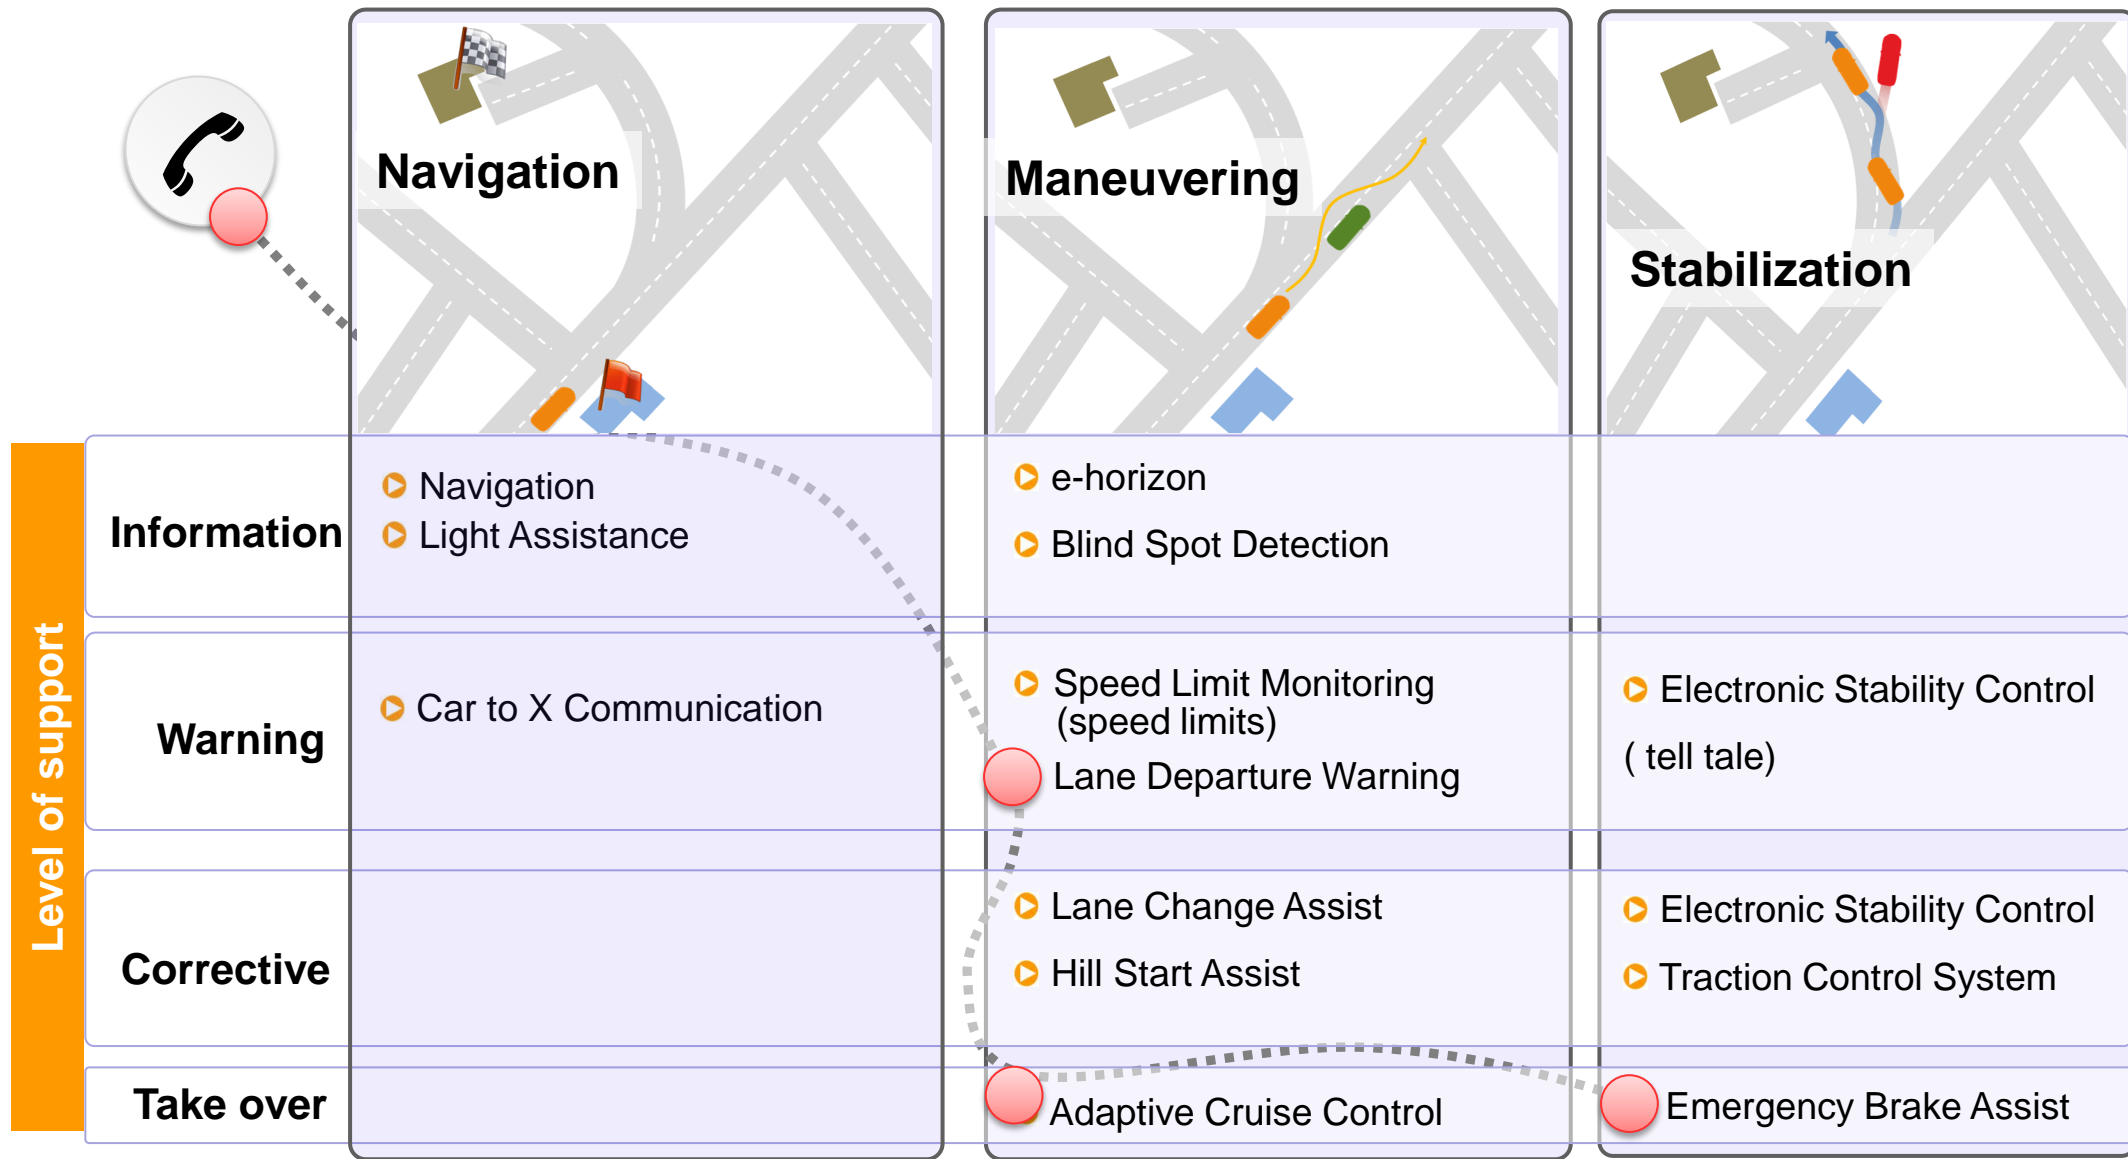 Navigation
Maneuvering
Stabilization
Level of support
Information
Navigation
Light Assistance
e-horizon
Blind Spot Detection
Warning
Car to X Communication
Speed Limit Monitoring
(speed limits)
Lane Departure Warning
Electronic Stability Control
( tell tale)
Corrective
Lane Change Assist
Hill Start Assist
Electronic Stability Control
Traction Control System
Take over
Adaptive Cruise Control
Emergency Brake Assist